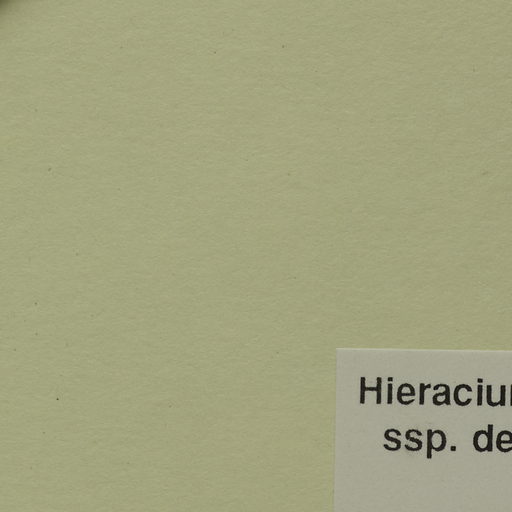 Hieraciu
ssp. de